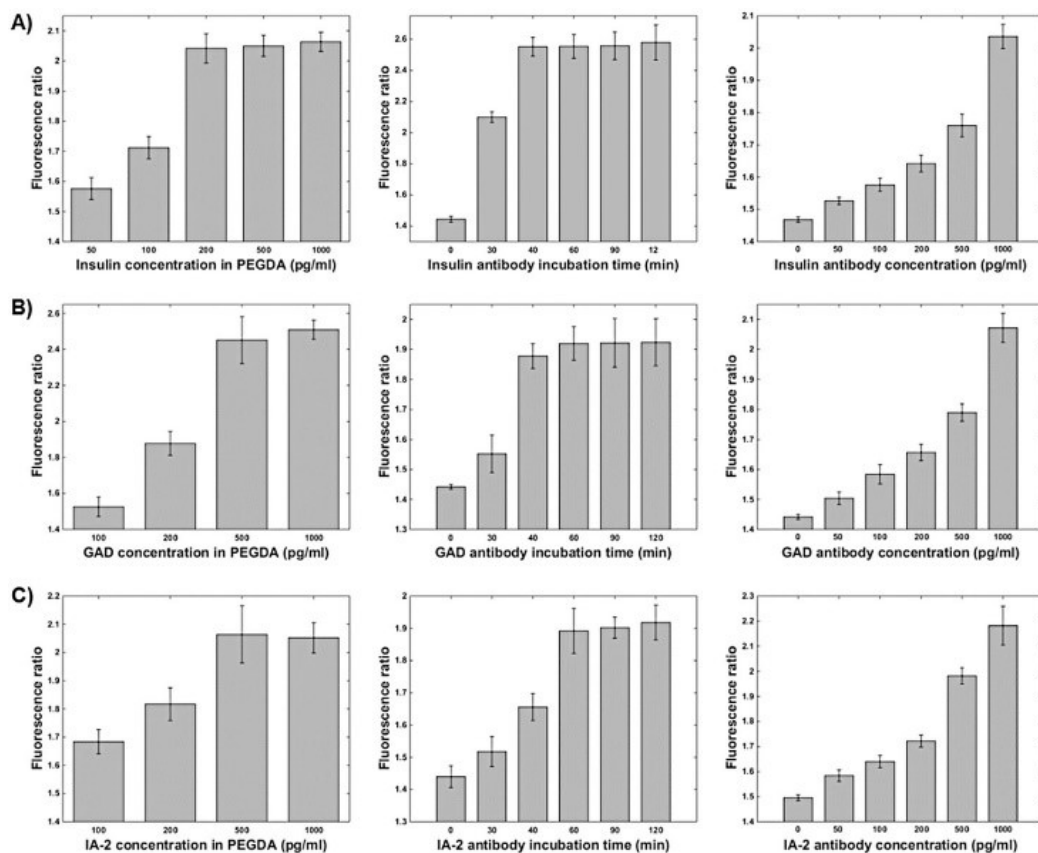 A)
Fluorescence ratio
2.1
2
1.9
1.8
1.7
1.6
1.5
1.4
50 100 200 500 1000
Insulin concentration in PEGDA (pg/ml)
Fluorescence ratio
2.6
2.4
2.2
2
1.8
1.6
1.4
0 30 40 60 90 12
Insulin antibody incubation time (min)
Fluorescence ratio
2.1
2
1.9
1.8
1.7
1.6
1.5
1.4
0 50 100 200 500 1000
Insulin antibody concentration (pg/ml)
B)
Fluorescence ratio
2.6
2.4
2.2
2
1.8
1.6
1.4
100 200 500 1000
GAD concentration in PEGDA (pg/ml)
Fluorescence ratio
2
1.9
1.8
1.7
1.6
1.5
1.4
1.3
0 30 40 60 90 120
GAD antibody incubation time (min)
Fluorescence ratio
2.1
2
1.9
1.8
1.7
1.6
1.5
1.4
0 50 100 200 500 1000
GAD antibody concentration (pg/ml)
C)
Fluorescence ratio
2.2
2.1
2
1.9
1.8
1.7
1.6
1.5
1.4
100 200 500 1000
IA-2 concentration in PEGDA (pg/ml)
Fluorescence ratio
2
1.9
1.8
1.7
1.6
1.5
1.4
1.3
0 30 40 60 90 120
IA-2 antibody incubation time (min)
Fluorescence ratio
2.3
2.2
2.1
2
1.9
1.8
1.7
1.6
1.5
1.4
0 50 100 200 500 1000
IA-2 antibody concentration (pg/ml)